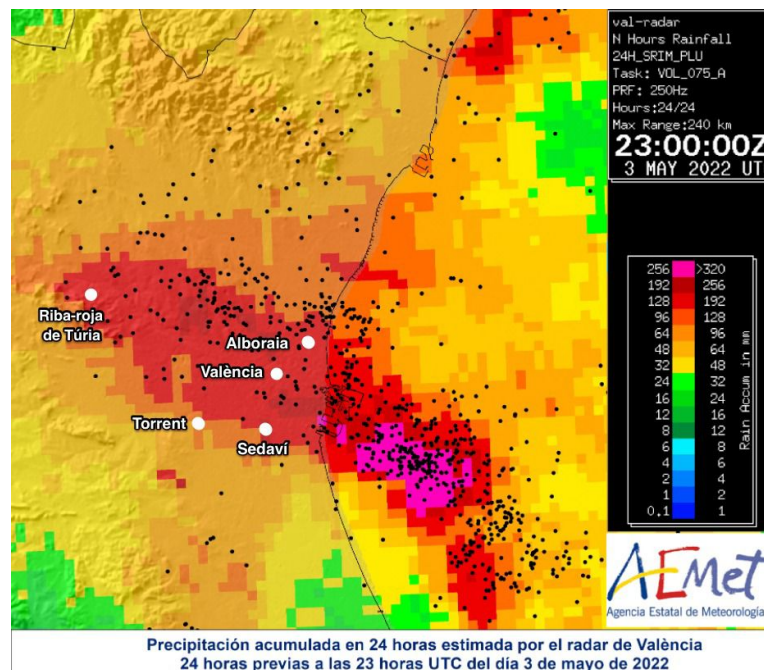 val-radar
N Hours Rainfall
24H_SRIM_PLU
Task: VOL_075_A
PRF: 250Hz
Hours:24/24
Max Range:240 km
23:00:00Z
3 MAY 2022 UT
Riba-roja
de Túria
Alboraia
València
Torrent
Sedaví
256 >320
192 256
128 192
96 128
64 96
48 64
32 48
24 32
16 24
12 16
8 12
6 8
4 6
2 4
1 2
0.1 1
Rain Accum in mm
AEMet
Agencia Estatal de Meteorología
Precipitación acumulada en 24 horas estimada por el radar de València
24 horas previas a las 23 horas UTC del día 3 de mayo de 2022